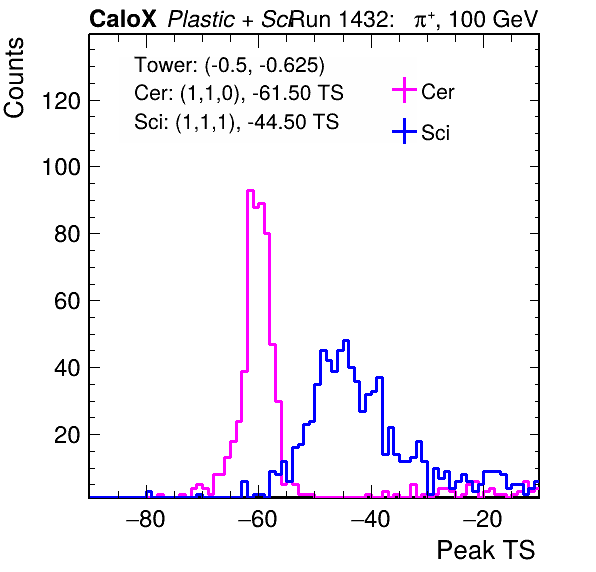 CaloX Plastic + Sci Run 1432: π⁺, 100 GeV
Counts
Tower: (-0.5, -0.625)
Cer: (1,1,0), -61.50 TS
Sci: (1,1,1), -44.50 TS
Cer
Sci
120
100
80
60
40
20
−80 −60 −40 −20
Peak TS